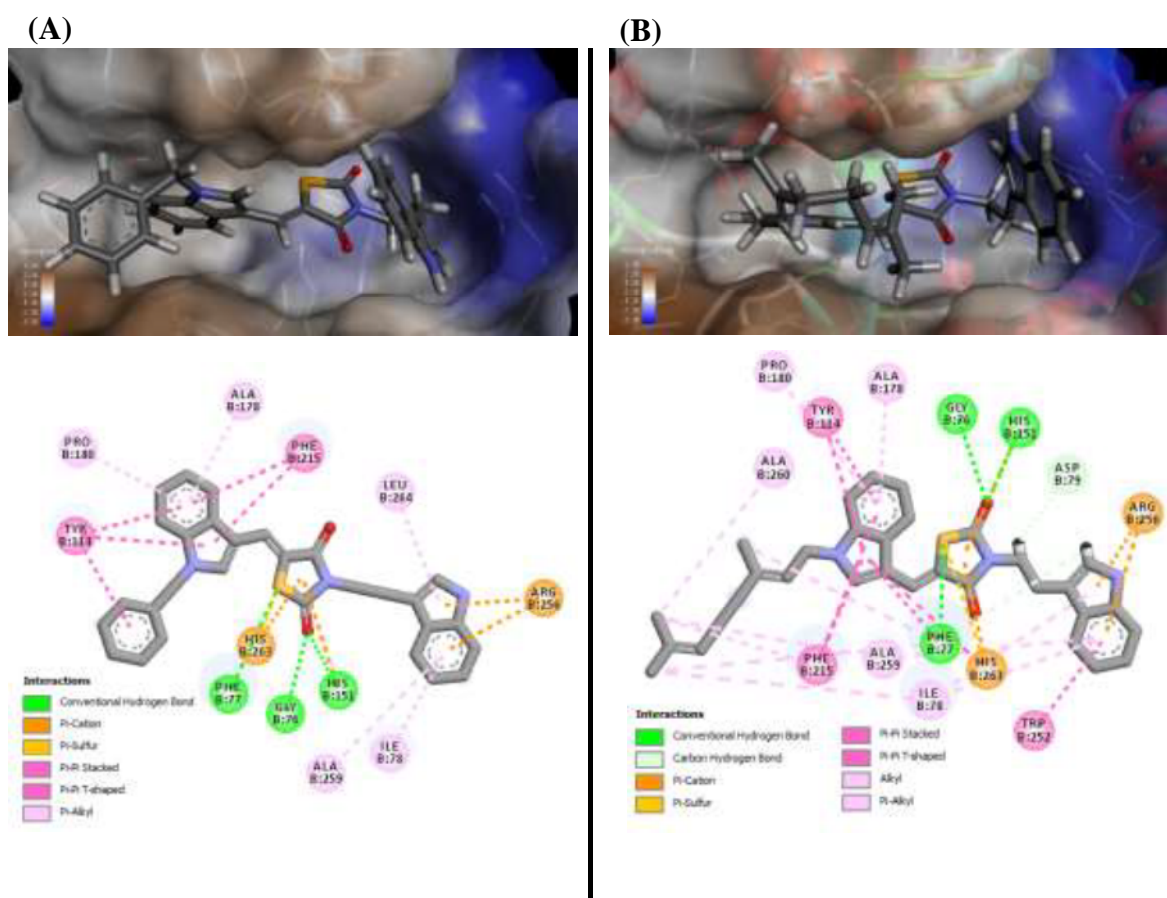 (A)
(B)
ALA
B:178
PHE
B:215
PRO
B:180
LEU
B:264
TYR
B:114
ARG
B:256
HIS
B:263
HIS
B:151
PHE
B:77
GLY
B:76
ILE
B:78
ALA
B:259
Interactions
Conventional Hydrogen Bond
Pi-Cation
Pi-Sulfur
Pi-Pi Stacked
Pi-Pi T-shaped
Pi-Alkyl
PRO
B:180
ALA
B:178
TYR
B:114
GLY
B:76
HIS
B:151
ALA
B:260
ASP
B:79
ARG
B:256
PHE
B:77
PHE
B:215
ALA
B:259
HIS
B:263
ILE
B:78
TRP
B:252
Interactions
Conventional Hydrogen Bond
Carbon Hydrogen Bond
Pi-Cation
Pi-Sulfur
Pi-Pi Stacked
Pi-Pi T-shaped
Alkyl
Pi-Alkyl